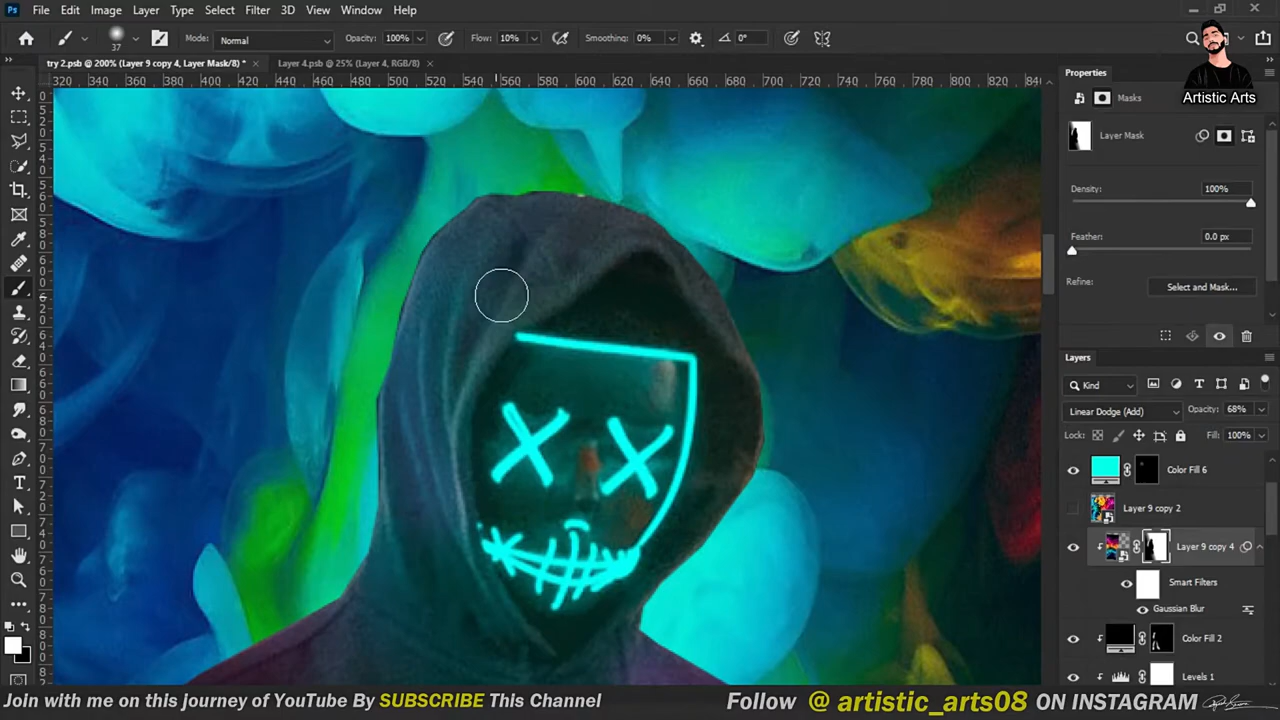 Ps File Edit Image Layer Type Select Filter 3D View Window Help
37 Mode: Normal Opacity: 100% Flow: 10% Smoothing: 0% 0°
try 2.psb @ 200% (Layer 9 copy 4, Layer Mask/8) * × Layer 4.psb @ 25% (Layer 4, RGB/8) ×
320 340 360 380 400 420 440 460 480 500 520 540 560 580 600 620 640 660 680 700 720 740 760 780 800 820 840
Artistic Arts
Properties
Masks
Layer Mask
Density: 100%
Feather: 0.0 px
Refine: Select and Mask...
Layers
Kind
Linear Dodge (Add) Opacity: 68%
Lock: Fill: 100%
Color Fill 6
Layer 9 copy 2
Layer 9 copy 4
Smart Filters
Gaussian Blur
Color Fill 2
Levels 1
Join with me on this journey of YouTube By SUBSCRIBE This Channel Follow @ artistic_arts08 ON INSTAGRAM